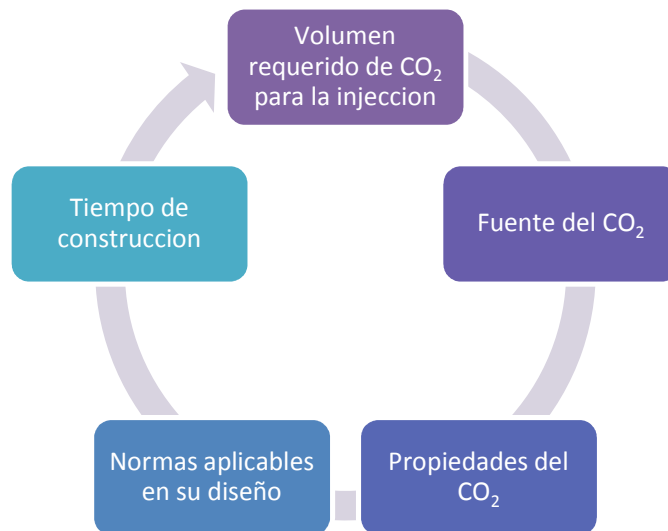 Volumen
requerido de CO₂
para la injeccion
Fuente del CO₂
Propiedades del
CO₂
Normas aplicables
en su diseño
Tiempo de
construccion